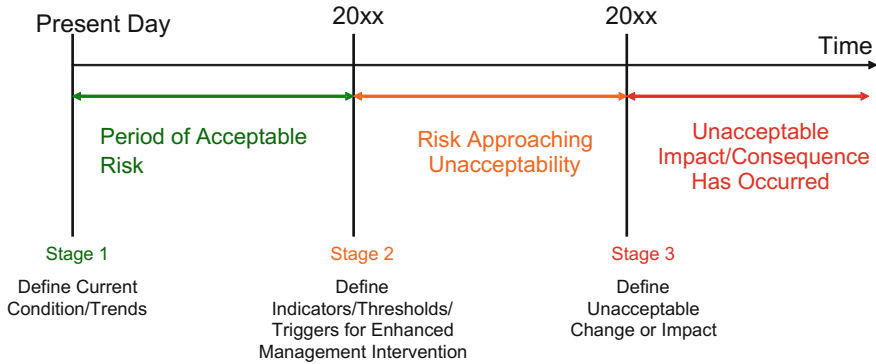 Present Day
20xx
20xx
Time
Period of Acceptable
Risk
Risk Approaching
Unacceptability
Unacceptable
Impact/Consequence
Has Occurred
Stage 1
Define Current
Condition/Trends
Stage 2
Define
Indicators/Thresholds/
Triggers for Enhanced
Management Intervention
Stage 3
Define
Unacceptable
Change or Impact